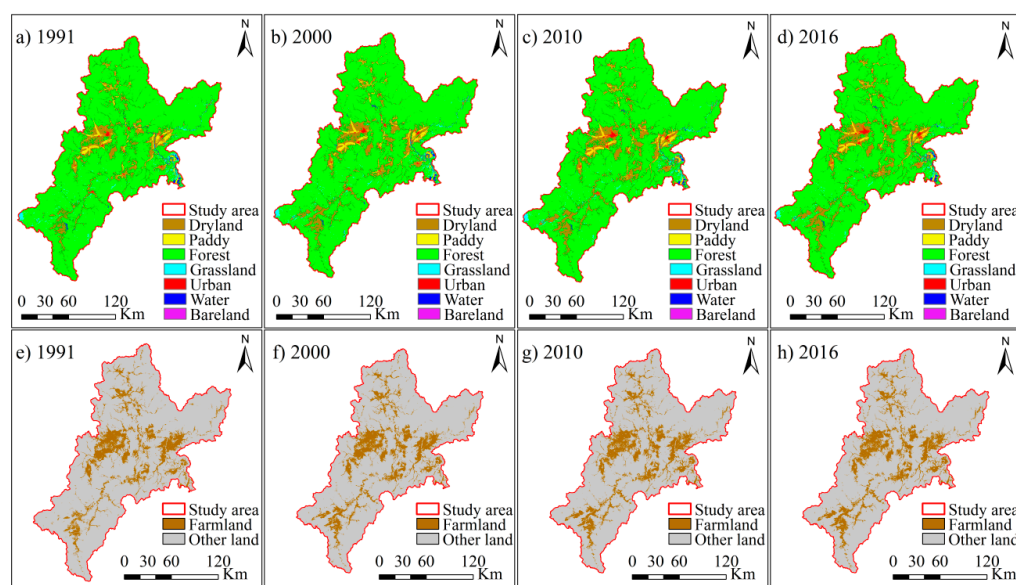 a) 1991
N
Study area
Dryland
Paddy
Forest
Grassland
Urban
Water
Bareland
0 30 60 120
Km
b) 2000
N
Study area
Dryland
Paddy
Forest
Grassland
Urban
Water
Bareland
0 30 60 120
Km
c) 2010
N
Study area
Dryland
Paddy
Forest
Grassland
Urban
Water
Bareland
0 30 60 120
Km
d) 2016
N
Study area
Dryland
Paddy
Forest
Grassland
Urban
Water
Bareland
0 30 60 120
Km
e) 1991
N
Study area
Farmland
Other land
0 30 60 120
Km
f) 2000
N
Study area
Farmland
Other land
0 30 60 120
Km
g) 2010
N
Study area
Farmland
Other land
0 30 60 120
Km
h) 2016
N
Study area
Farmland
Other land
0 30 60 120
Km